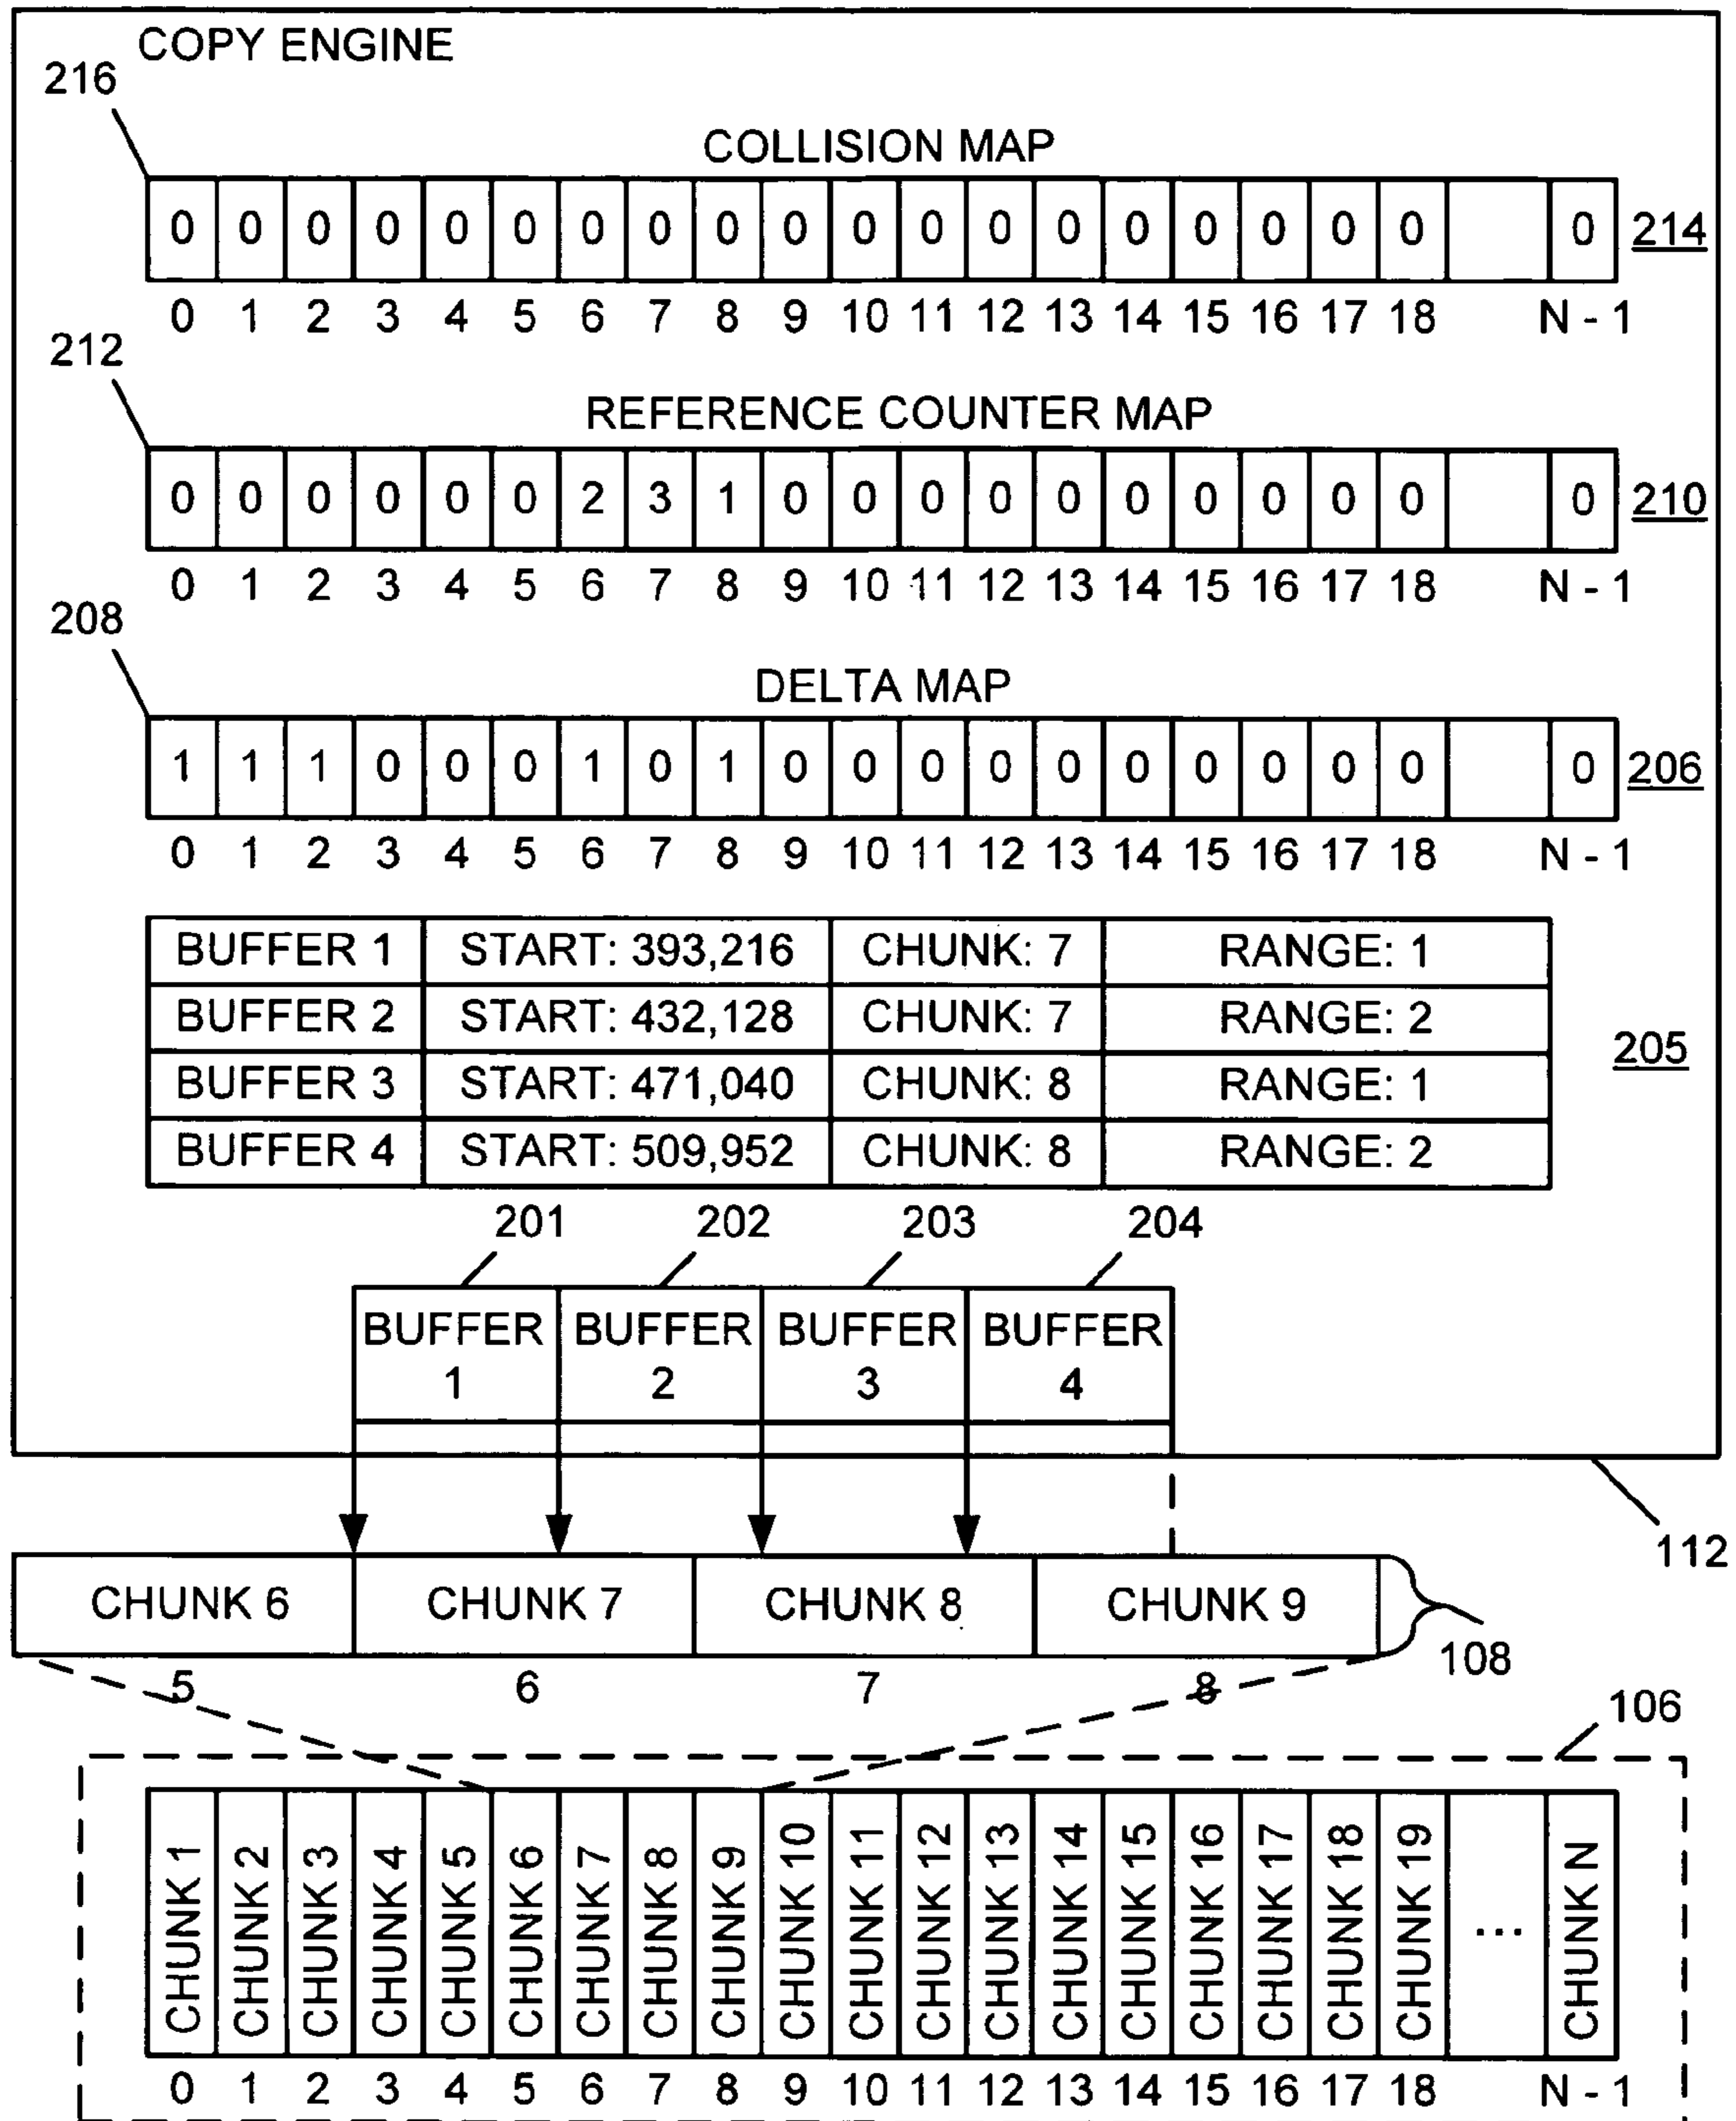 COPY ENGINE
216
COLLISION MAP
0 0 0 0 0 0 0 0 0 0 0 0 0 0 0 0 0 0 0 0 214
0 1 2 3 4 5 6 7 8 9 10 11 12 13 14 15 16 17 18 N - 1
212
REFERENCE COUNTER MAP
0 0 0 0 0 0 2 3 1 0 0 0 0 0 0 0 0 0 0 0 210
0 1 2 3 4 5 6 7 8 9 10 11 12 13 14 15 16 17 18 N - 1
208
DELTA MAP
1 1 1 0 0 0 1 0 1 0 0 0 0 0 0 0 0 0 0 0 206
0 1 2 3 4 5 6 7 8 9 10 11 12 13 14 15 16 17 18 N - 1
BUFFER 1 START: 393,216 CHUNK: 7 RANGE: 1
BUFFER 2 START: 432,128 CHUNK: 7 RANGE: 2
205
BUFFER 3 START: 471,040 CHUNK: 8 RANGE: 1
BUFFER 4 START: 509,952 CHUNK: 8 RANGE: 2
201 202 203 204
BUFFER 1
BUFFER 2
BUFFER 3
BUFFER 4
112
CHUNK 6 CHUNK 7 CHUNK 8 CHUNK 9
108
5 6 7 8
106
CHUNK 1
CHUNK 2
CHUNK 3
CHUNK 4
CHUNK 5
CHUNK 6
CHUNK 7
CHUNK 8
CHUNK 9
CHUNK 10
CHUNK 11
CHUNK 12
CHUNK 13
CHUNK 14
CHUNK 15
CHUNK 16
CHUNK 17
CHUNK 18
CHUNK 19
...
CHUNK N
0 1 2 3 4 5 6 7 8 9 10 11 12 13 14 15 16 17 18 N - 1